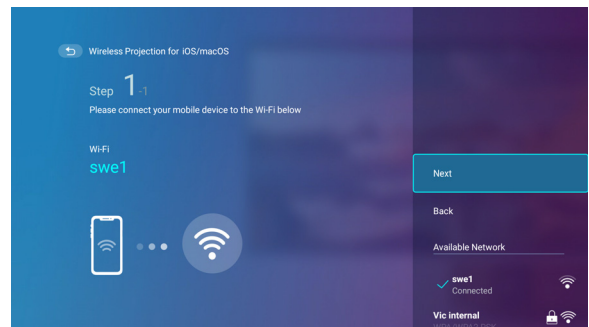 Wireless Projection for iOS/macOS
Step 1-1
Please connect your mobile device to the Wi-Fi below
Wi-Fi
swe1
Next
Back
Available Network
swe1
Connected
Vic internal